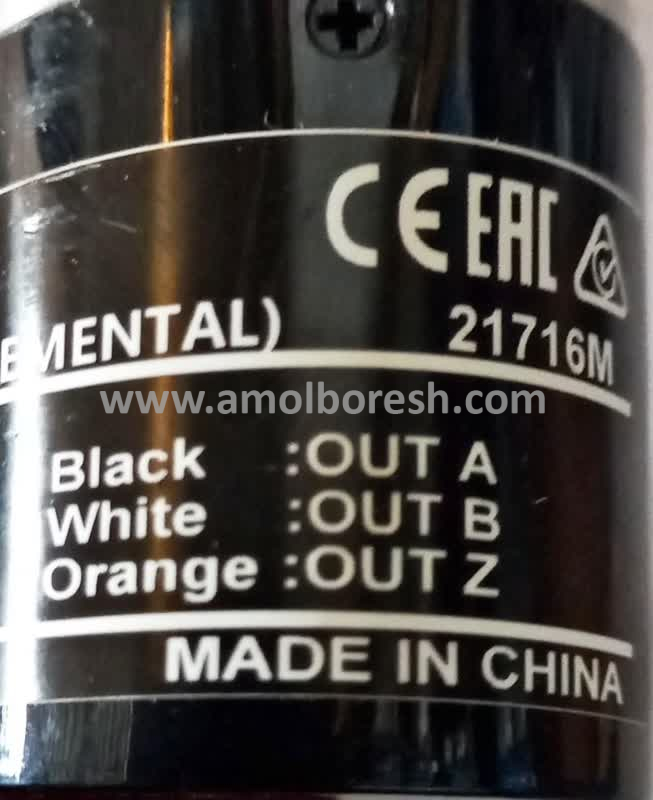 CE EAC
EMENTAL) 21716M
www.amolboresh.com
Black :OUT A
White :OUT B
Orange :OUT Z
MADE IN CHINA